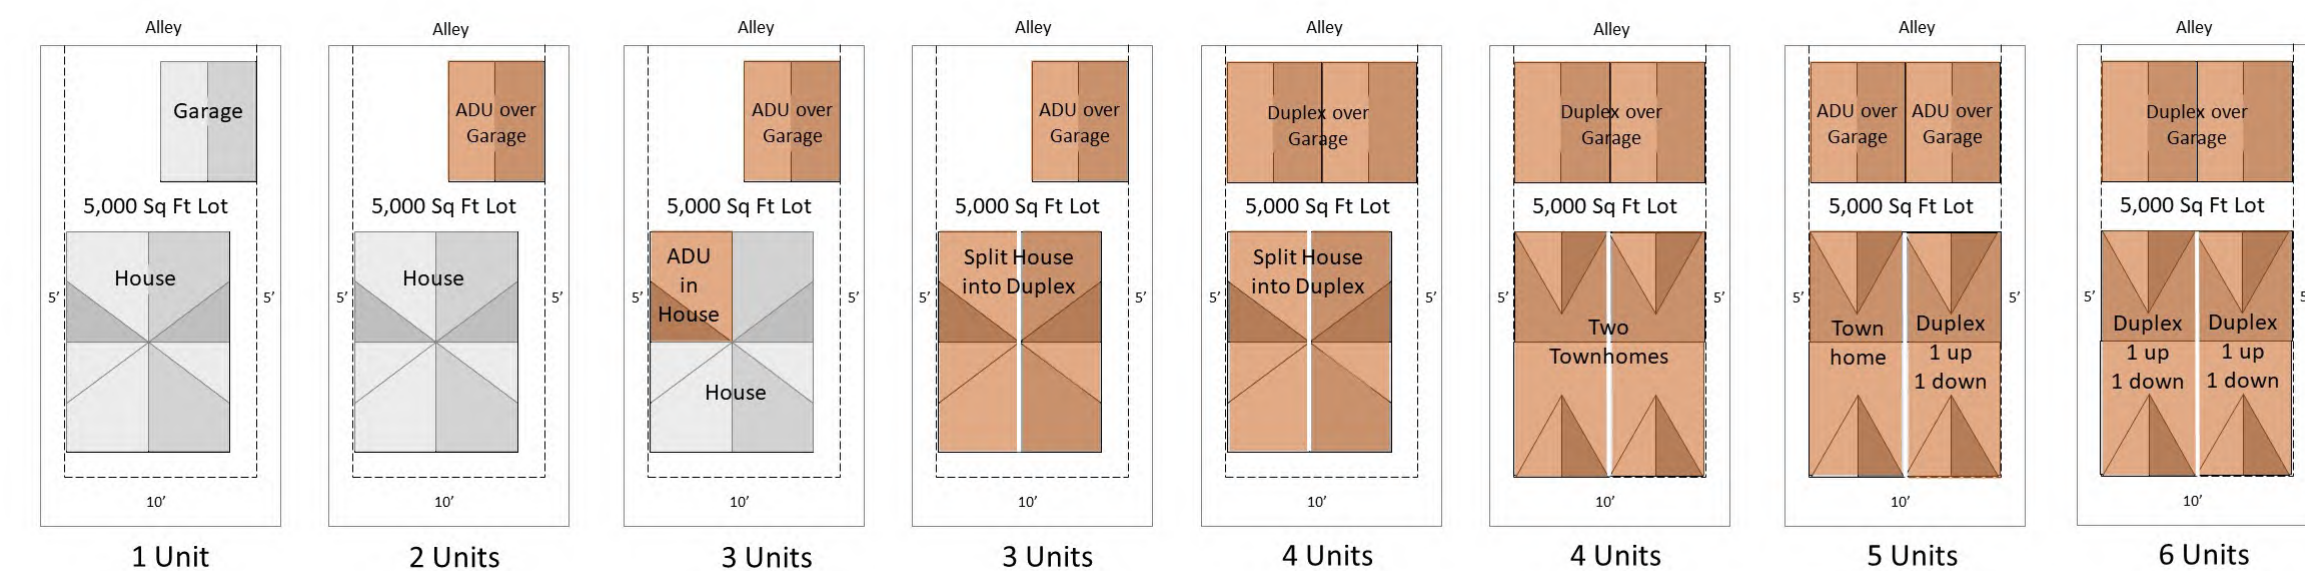 Alley
Garage
5,000 Sq Ft Lot
House
5’
5’
10’
1 Unit
Alley
ADU over
Garage
5,000 Sq Ft Lot
House
5’
5’
10’
2 Units
Alley
ADU over
Garage
5,000 Sq Ft Lot
ADU
in
House
5’
5’
House
10’
3 Units
Alley
ADU over
Garage
5,000 Sq Ft Lot
Split House
into Duplex
5’
5’
10’
3 Units
Alley
Duplex over
Garage
5,000 Sq Ft Lot
Split House
into Duplex
5’
5’
10’
4 Units
Alley
Duplex over
Garage
5,000 Sq Ft Lot
5’
5’
Two
Townhomes
10’
4 Units
Alley
ADU over
Garage
ADU over
Garage
5,000 Sq Ft Lot
5’
5’
Town
home
Duplex
1 up
1 down
10’
5 Units
Alley
Duplex over
Garage
5,000 Sq Ft Lot
5’
5
Duplex
1 up
1 down
Duplex
1 up
1 down
10’
6 Units